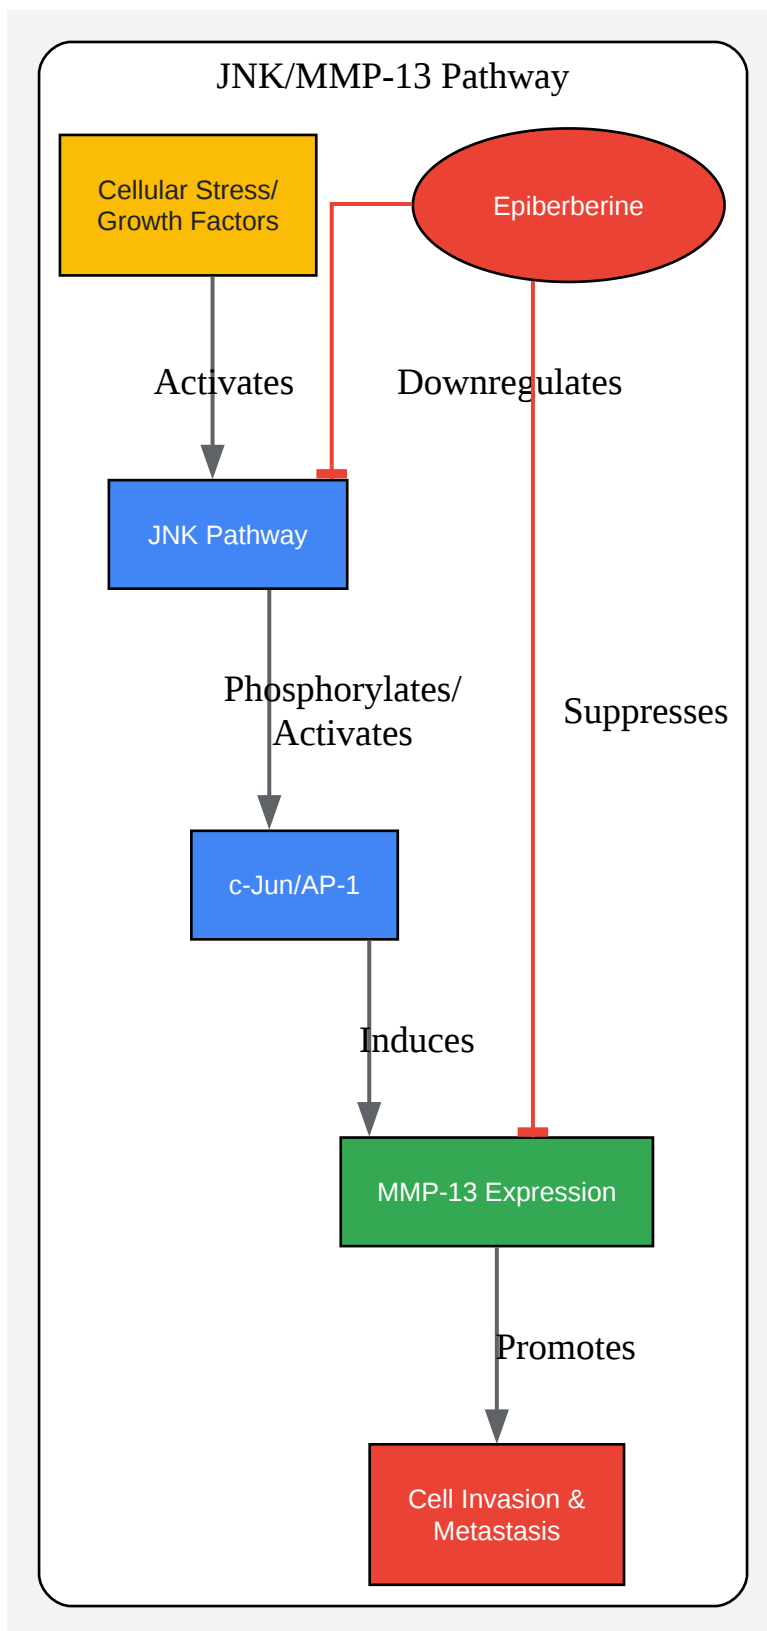 JNK/MMP-13 Pathway
Cellular Stress/
Growth Factors
Epiberberine
Activates
Downregulates
JNK Pathway
Phosphorylates/
Activates
Suppresses
c-Jun/AP-1
Induces
MMP-13 Expression
Promotes
Cell Invasion &
Metastasis